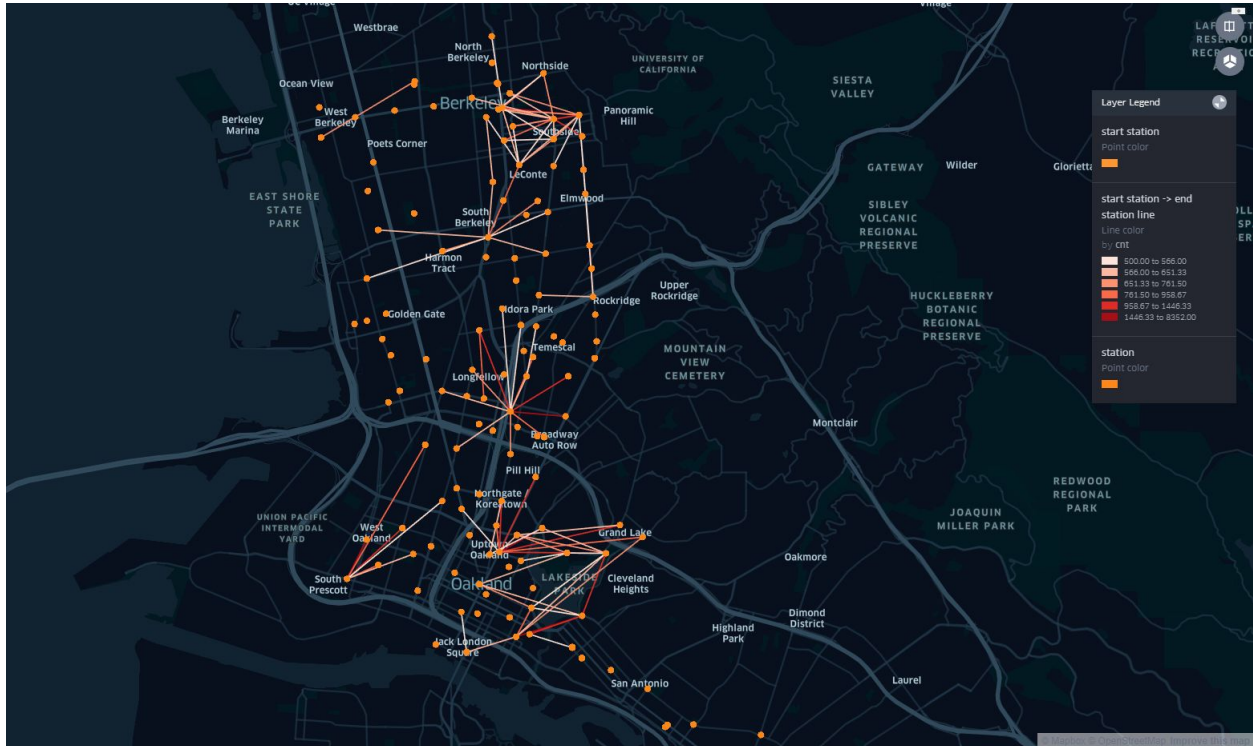 Village
Westbrae
North
Berkeley
Northside
UNIVERSITY OF
CALIFORNIA
SIESTA
VALLEY
Ocean View
West
Berkeley
Berkeley
Marina
Berkeley
Panoramic
Hill
Southside
Poets Corner
LeConte
GATEWAY
Wilder
Glorietta
EAST SHORE
STATE
PARK
Elmwood
South
Berkeley
SIBLEY
VOLCANIC
REGIONAL
PRESERVE
Harmon
Tract
Upper
Rockridge
Rockridge
HUCKLEBERRY
BOTANIC
REGIONAL
PRESERVE
Golden Gate
Idora Park
Temescal
MOUNTAIN
VIEW
CEMETERY
Longfellow
Montclair
Broadway
Auto Row
Pill Hill
REDWOOD
REGIONAL
PARK
Northgate
Koreatown
JOAQUIN
MILLER PARK
UNION PACIFIC
INTERMODAL
YARD
West
Oakland
Uptown
Oakland
Grand Lake
Oakmore
South
Prescott
Oakland
LAKESIDE
PARK
Cleveland
Heights
Dimond
District
Highland
Park
Jack London
Square
San Antonio
Laurel
Layer Legend
start station
Point color
start station -> end
station line
Line color
by cnt
500.00 to 566.00
566.00 to 651.33
651.33 to 761.50
761.50 to 958.67
958.67 to 1446.33
1446.33 to 8352.00
station
Point color
© Mapbox © OpenStreetMap Improve this map